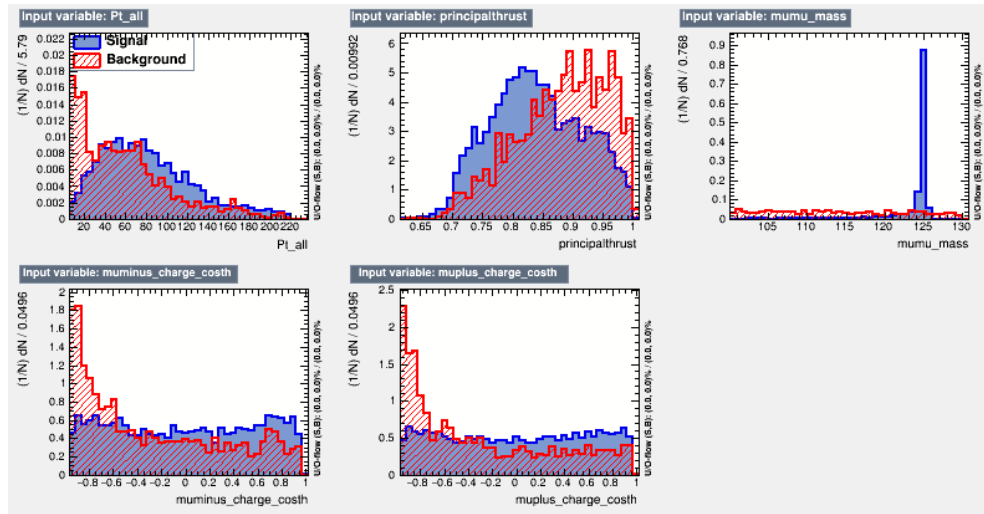 Input variable: Pt_all
Input variable: principalthrust
Input variable: mumu_mass
(1/N) dN / 5.79
0.022
0.02
0.018
0.016
0.014
0.012
0.01
0.008
0.006
0.004
0.002
0
Signal
Background
20 40 60 80 100 120 140 160 180 200 220
Pt_all
U/O-flow (S,B): (0.0, 0.0)% / (0.0, 0.0)%
(1/N) dN / 0.00992
6
5
4
3
2
1
0
0.65 0.7 0.75 0.8 0.85 0.9 0.95 1
principalthrust
U/O-flow (S,B): (0.0, 0.0)% / (0.0, 0.0)%
(1/N) dN / 0.768
0.9
0.8
0.7
0.6
0.5
0.4
0.3
0.2
0.1
0
105 110 115 120 125 130
mumu_mass
U/O-flow (S,B): (0.0, 0.0)% / (0.0, 0.0)%
Input variable: muminus_charge_costh
Input variable: muplus_charge_costh
(1/N) dN / 0.0496
2
1.8
1.6
1.4
1.2
1
0.8
0.6
0.4
0.2
0
-0.8 -0.6 -0.4 -0.2 0 0.2 0.4 0.6 0.8 1
muminus_charge_costh
U/O-flow (S,B): (0.0, 0.0)% / (0.0, 0.0)%
(1/N) dN / 0.0496
2.5
2
1.5
1
0.5
0
-0.8 -0.6 -0.4 -0.2 0 0.2 0.4 0.6 0.8 1
muplus_charge_costh
U/O-flow (S,B): (0.0, 0.0)% / (0.0, 0.0)%